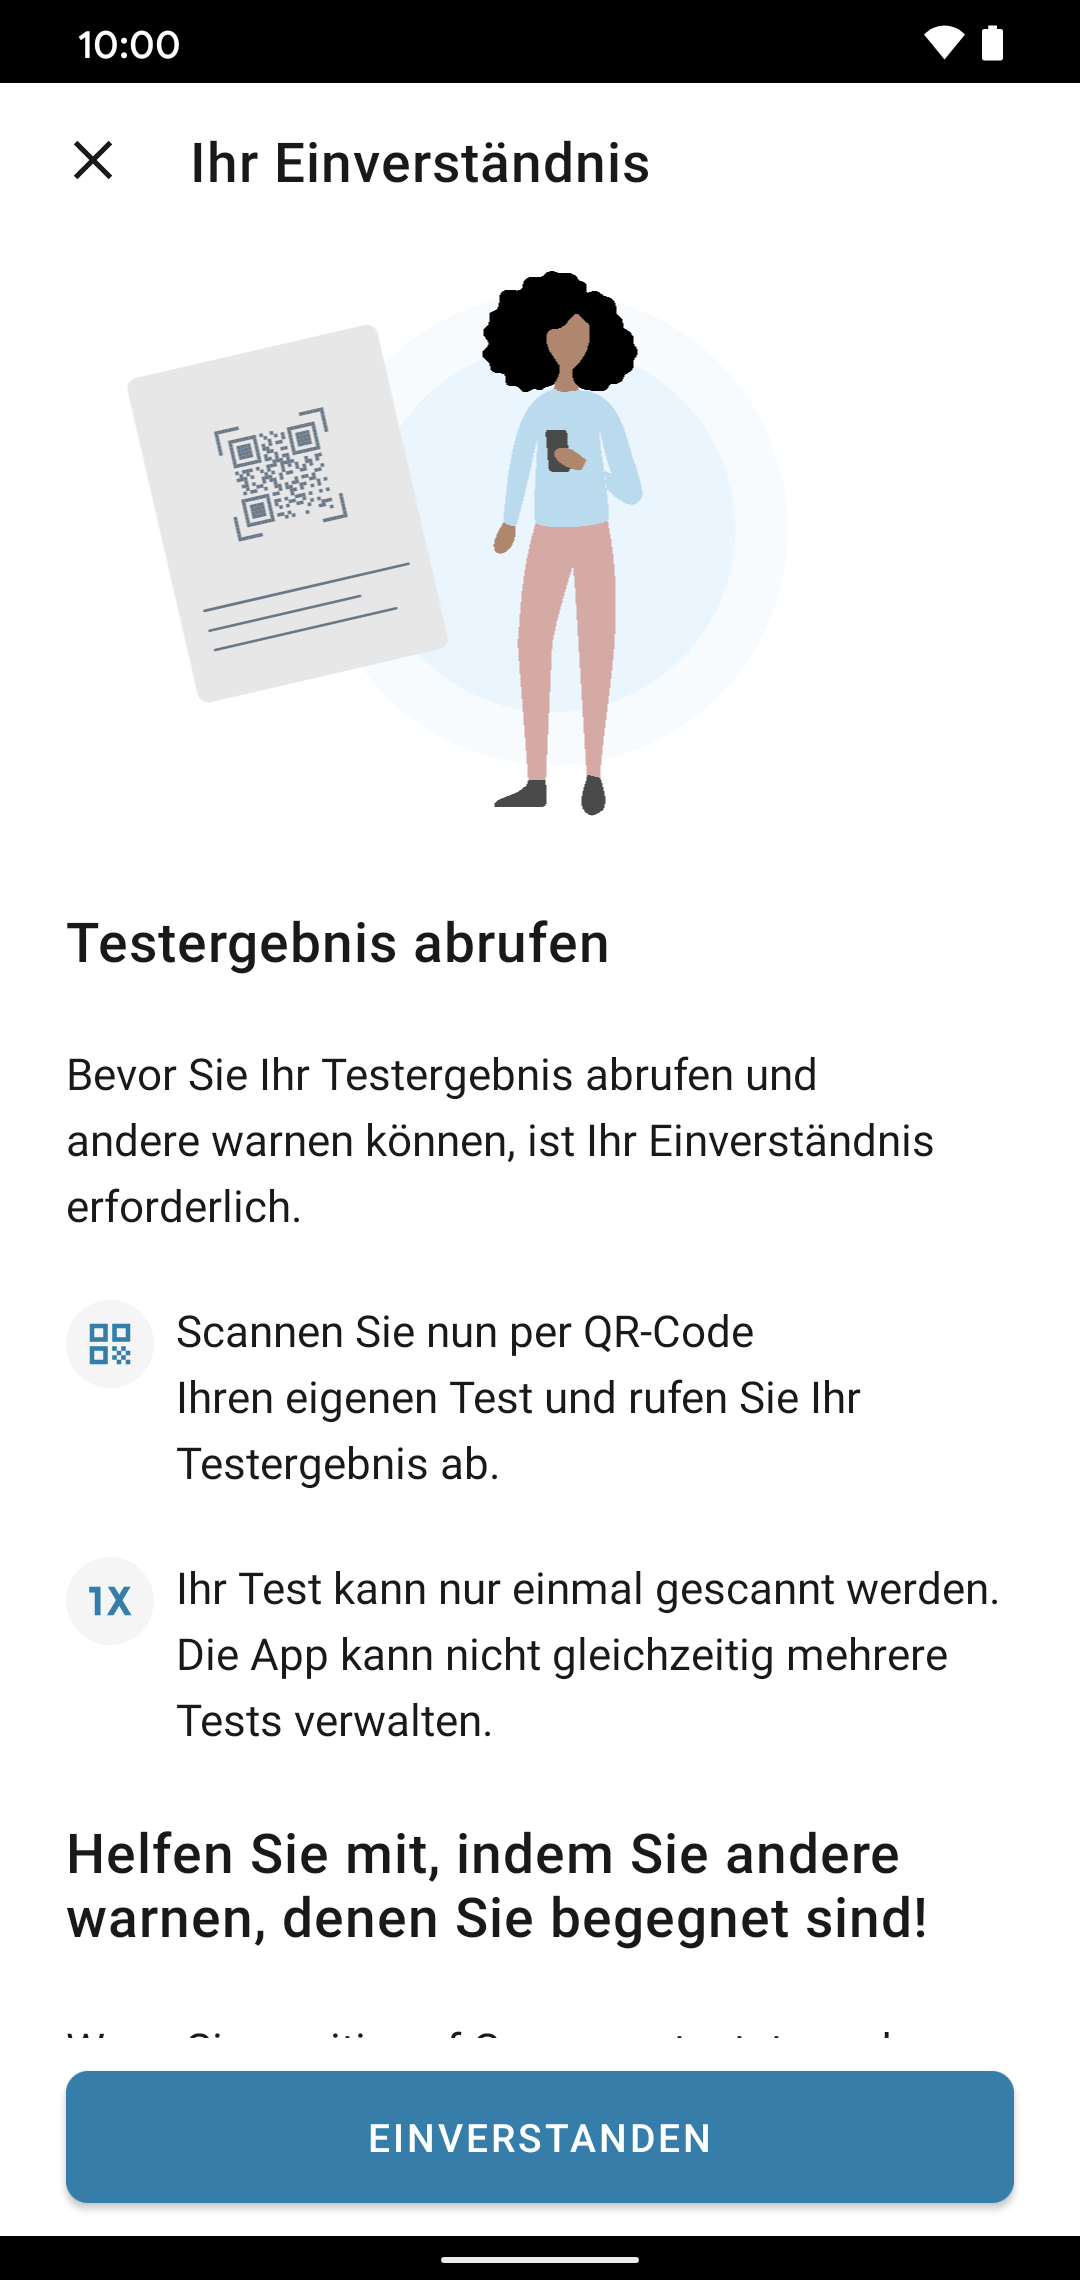 10:00
Ihr Einverständnis
Testergebnis abrufen
Bevor Sie Ihr Testergebnis abrufen und
andere warnen können, ist Ihr Einverständnis
erforderlich.
Scannen Sie nun per QR-Code
Ihren eigenen Test und rufen Sie Ihr
Testergebnis ab.
1X
Ihr Test kann nur einmal gescannt werden.
Die App kann nicht gleichzeitig mehrere
Tests verwalten.
Helfen Sie mit, indem Sie andere
warnen, denen Sie begegnet sind!
EINVERSTANDEN